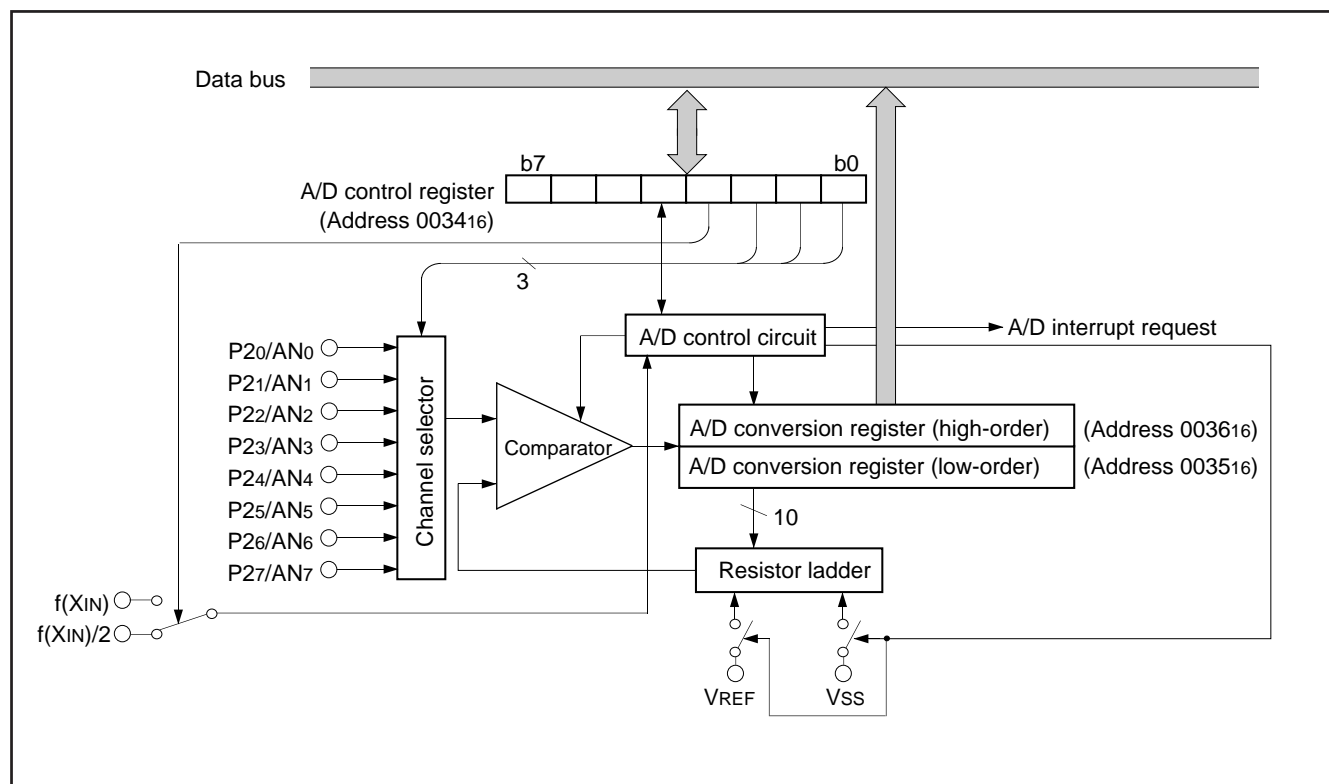 Data bus
b7
b0
A/D control register
(Address 003416)
3
A/D control circuit
A/D interrupt request
P20/AN0
P21/AN1
P22/AN2
P23/AN3
P24/AN4
P25/AN5
P26/AN6
P27/AN7
Channel selector
Comparator
A/D conversion register (high-order)
(Address 003616)
A/D conversion register (low-order)
(Address 003516)
10
Resistor ladder
f(XIN)
f(XIN)/2
VREF
VSS